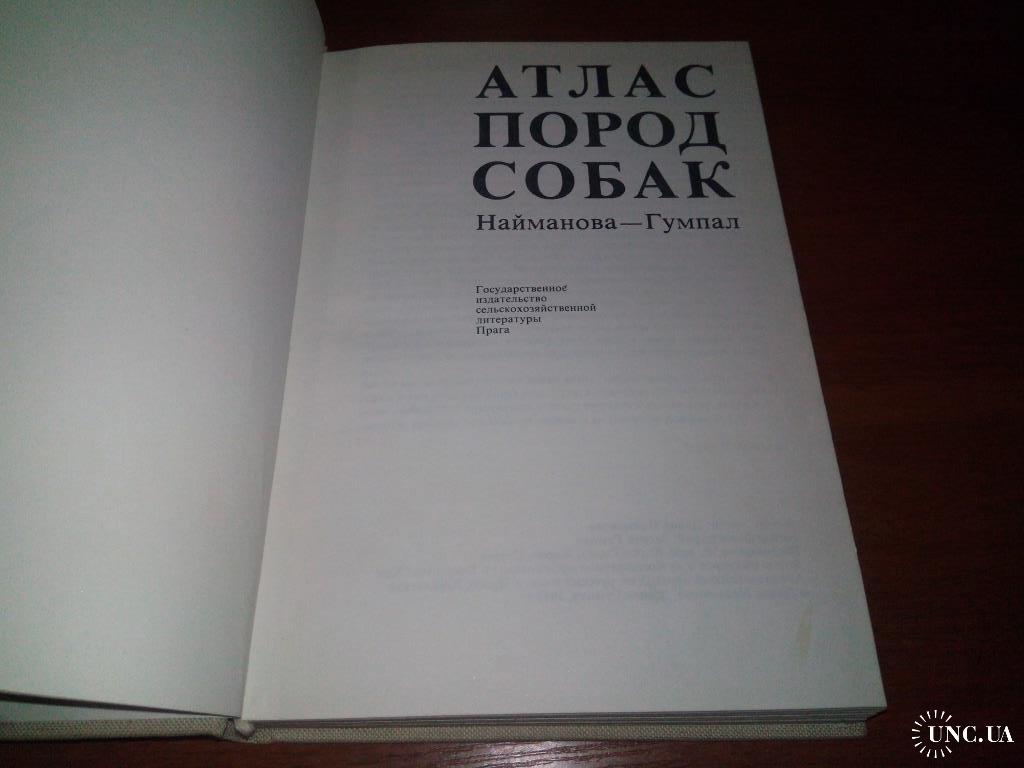 АТЛАС
ПОРОД
СОБАК
Найманова—Гумпал
Государственное
издательство
сельскохозяйственной
литературы
Прага
UNC.UA